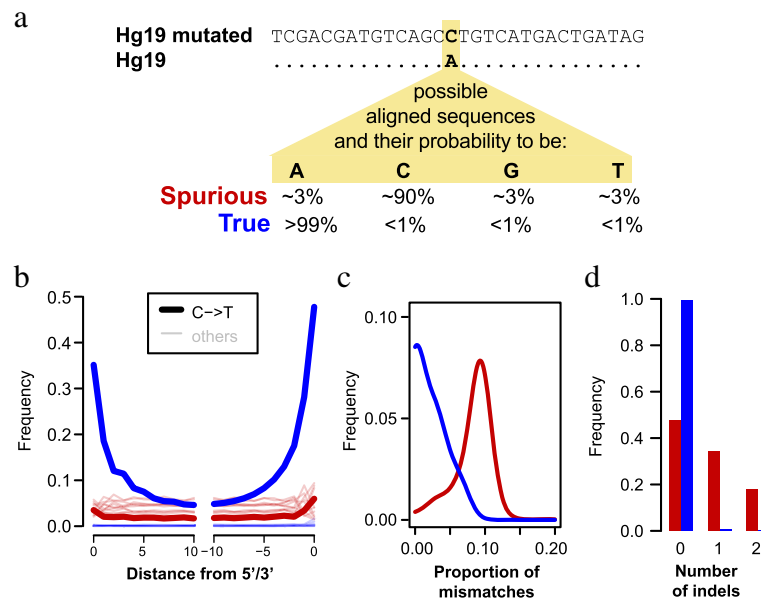 a
Hg19 mutated TCGACGATGTCAGCCTGTCATGACTGATAG
Hg19 ..............A...............
possible
aligned sequences
and their probability to be:
A C G T
Spurious ~3% ~90% ~3% ~3%
True >99% <1% <1% <1%
b
C−>T
others
Frequency
0.5
0.4
0.3
0.2
0.1
0.0
0 5 10 −10 −5 0
Distance from 5’/3’
c
Frequency
0.10
0.05
0.00
0.00 0.10 0.20
Proportion of
mismatches
d
Frequency
1.0
0.8
0.6
0.4
0.2
0.0
0 1 2
Number
of indels